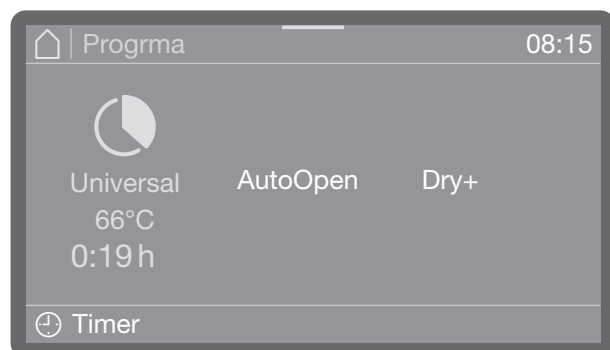 Progrma 08:15
Universal AutoOpen Dry+
66°C
0:19 h
Timer